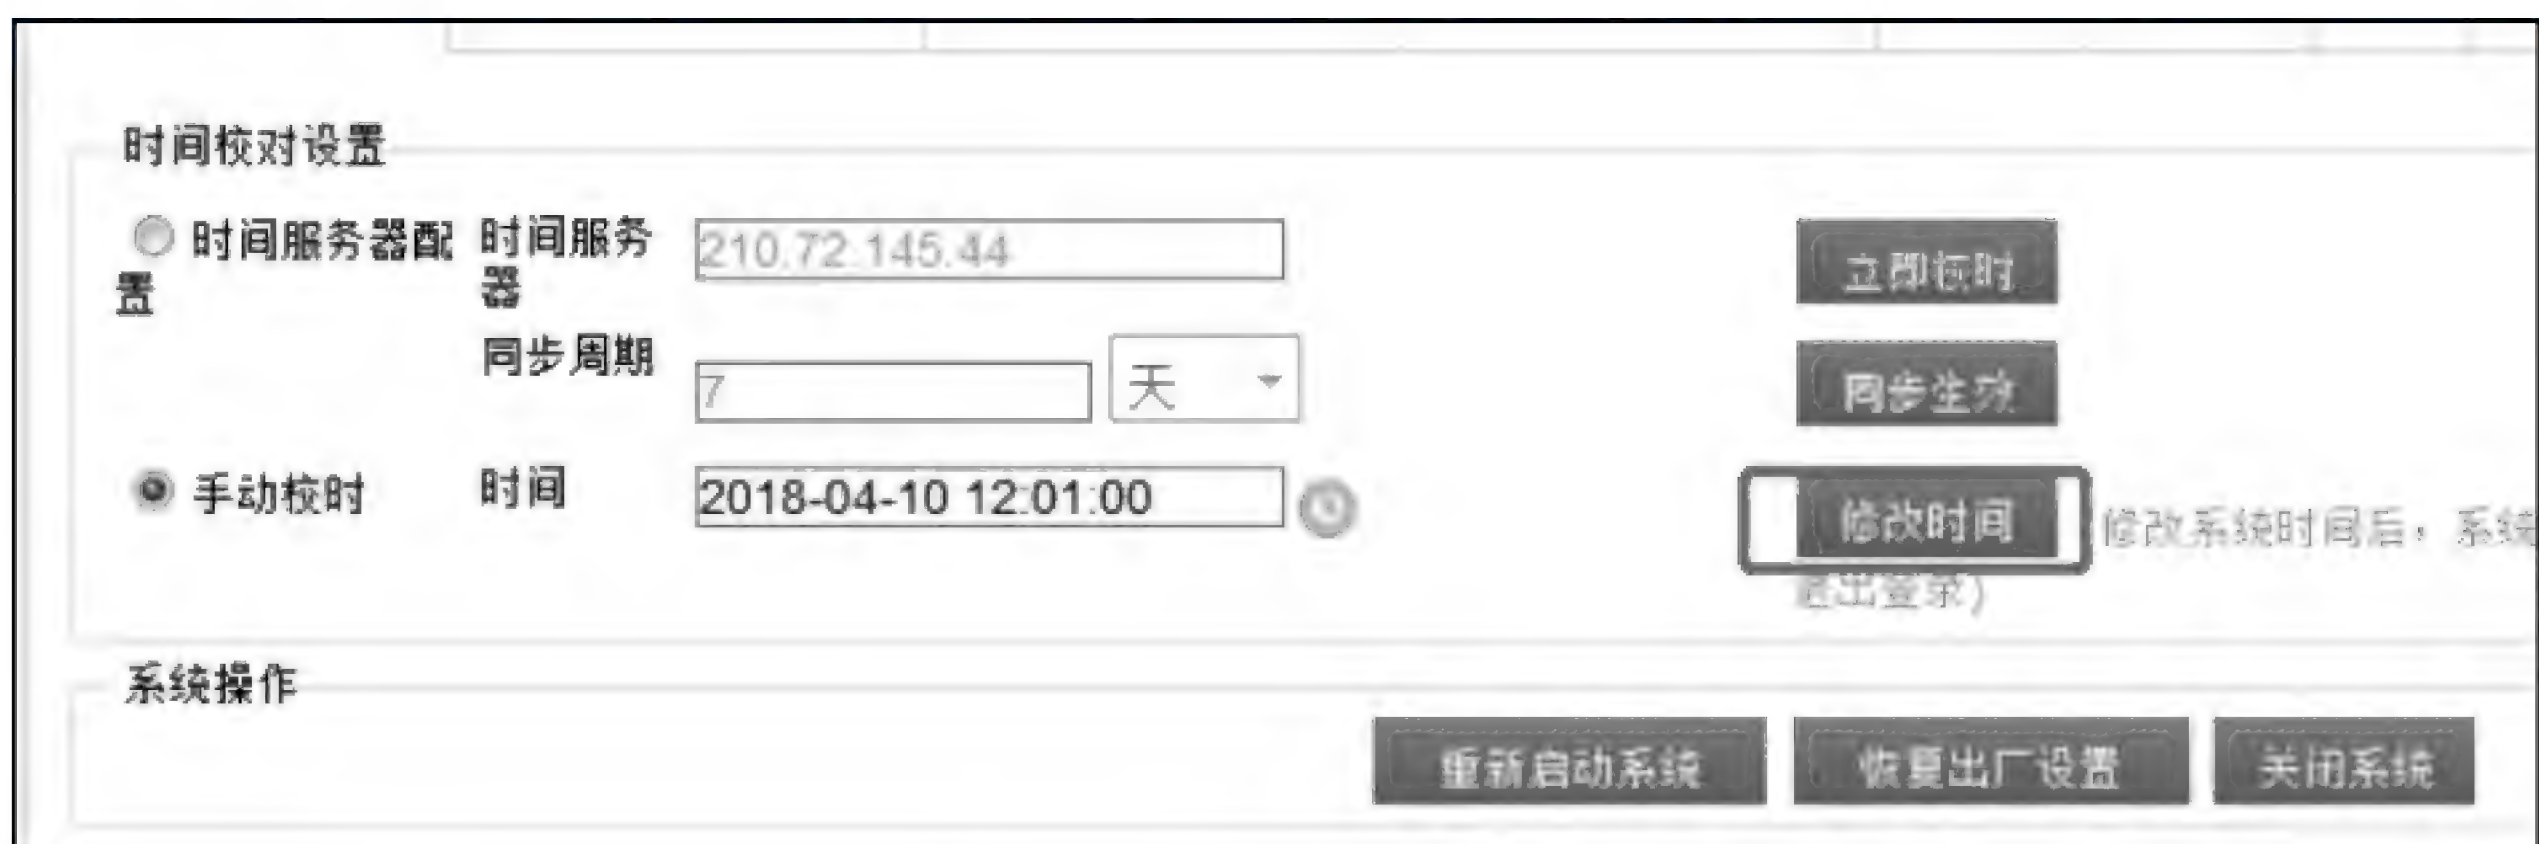 时间校对设置
时间服务器配置
时间服务器
210.72.145.44
立即校时
同步周期
7
天
同步生效
手动校时
时间
2018-04-10 12:01:00
修改时间
修改系统时间后，系统
退出登录)
系统操作
重新启动系统
恢复出厂设置
关闭系统